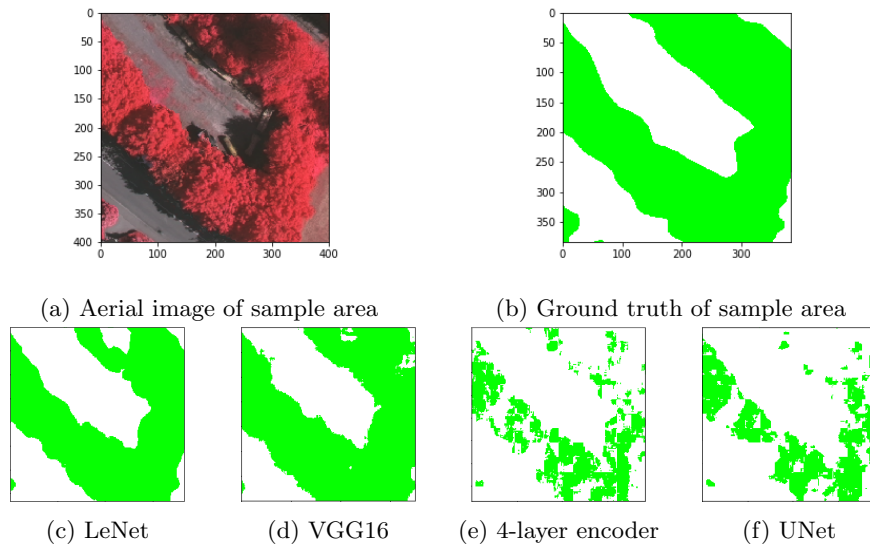 0
50
100
150
200
250
300
350
400
0 100 200 300 400
0
50
100
150
200
250
300
350
0 100 200 300
(a) Aerial image of sample area
(b) Ground truth of sample area
(c) LeNet
(d) VGG16
(e) 4-layer encoder
(f) UNet